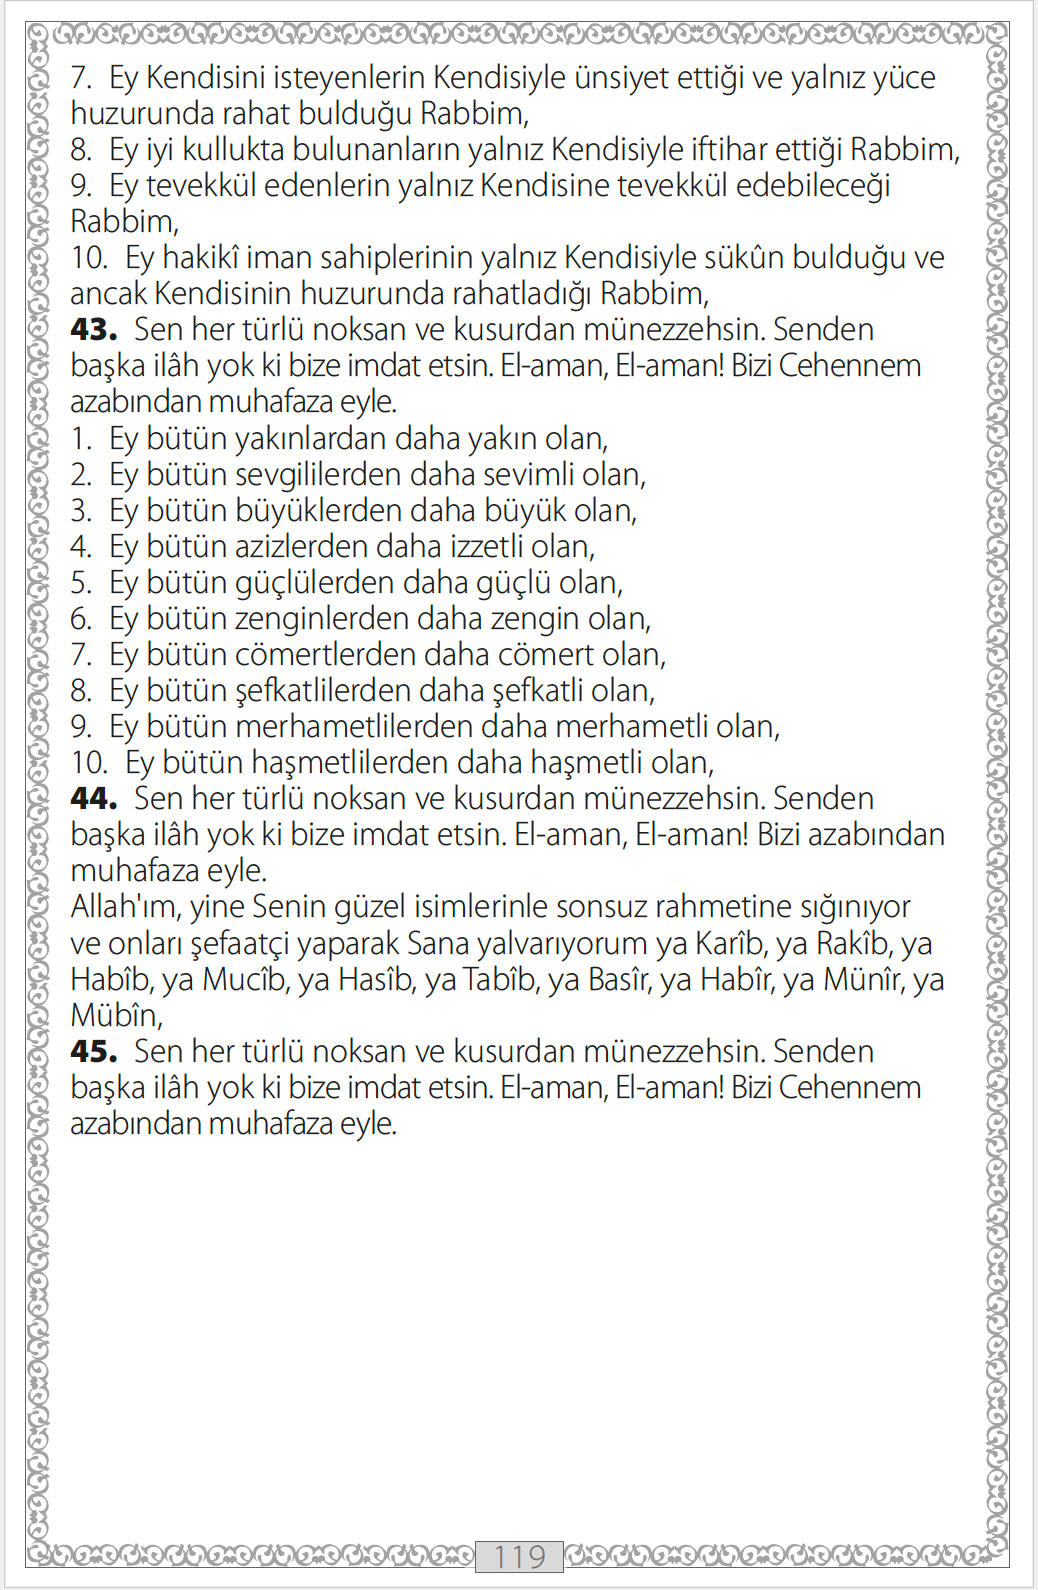 7. Ey Kendisini isteyenlerin Kendisiyle ünsiyet ettiği ve yalnız yüce
huzurunda rahat bulduğu Rabbim,
8. Ey iyi kullukta bulunanların yalnız Kendisiyle iftihar ettiği Rabbim,
9. Ey tevekkül edenlerin yalnız Kendisine tevekkül edebileceği
Rabbim,
10. Ey hakikî iman sahiplerinin yalnız Kendisiyle sükûn bulduğu ve
ancak Kendisinin huzurunda rahatladığı Rabbim,
43. Sen her türlü noksan ve kusurdan münezzehsin. Senden
başka ilâh yok ki bize imdat etsin. El-aman, El-aman! Bizi Cehennem
azabından muhafaza eyle.
1. Ey bütün yakınlardan daha yakın olan,
2. Ey bütün sevgililerden daha sevimli olan,
3. Ey bütün büyüklerden daha büyük olan,
4. Ey bütün azizlerden daha izzetli olan,
5. Ey bütün güçlülerden daha güçlü olan,
6. Ey bütün zenginlerden daha zengin olan,
7. Ey bütün cömertlerden daha cömert olan,
8. Ey bütün şefkatlilerden daha şefkatli olan,
9. Ey bütün merhametlilerden daha merhametli olan,
10. Ey bütün haşmetlilerden daha haşmetli olan,
44. Sen her türlü noksan ve kusurdan münezzehsin. Senden
başka ilâh yok ki bize imdat etsin. El-aman, El-aman! Bizi azabından
muhafaza eyle.
Allah'ım, yine Senin güzel isimlerinle sonsuz rahmetine sığınıyor
ve onları şefaatçi yaparak Sana yalvarıyorum ya Karîb, ya Rakîb, ya
Habîb, ya Mucîb, ya Hasîb, ya Tabîb, ya Basîr, ya Habîr, ya Münîr, ya
Mübîn,
45. Sen her türlü noksan ve kusurdan münezzehsin. Senden
başka ilâh yok ki bize imdat etsin. El-aman, El-aman! Bizi Cehennem
azabından muhafaza eyle.
119